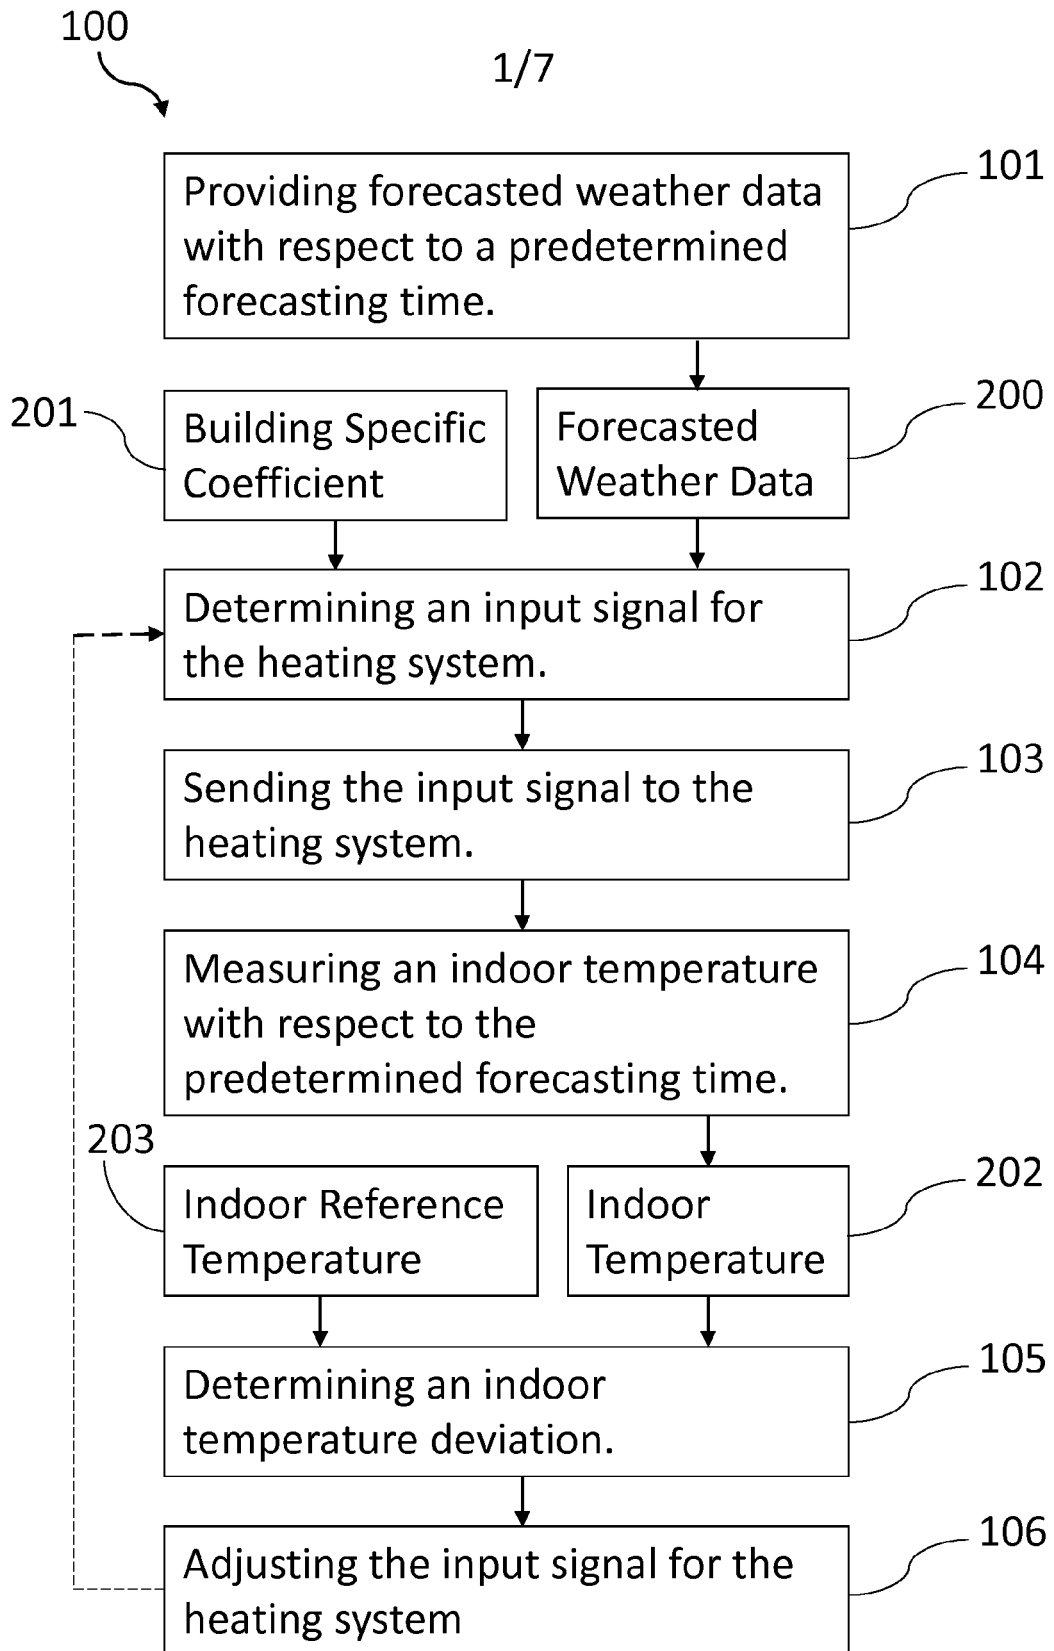 100
1/7
Providing forecasted weather data
with respect to a predetermined
forecasting time.
101
201
Building Specific
Coefficient
Forecasted
Weather Data
200
Determining an input signal for
the heating system.
102
Sending the input signal to the
heating system.
103
Measuring an indoor temperature
with respect to the
predetermined forecasting time.
104
203
Indoor Reference
Temperature
Indoor
Temperature
202
Determining an indoor
temperature deviation.
105
Adjusting the input signal for the
heating system
106